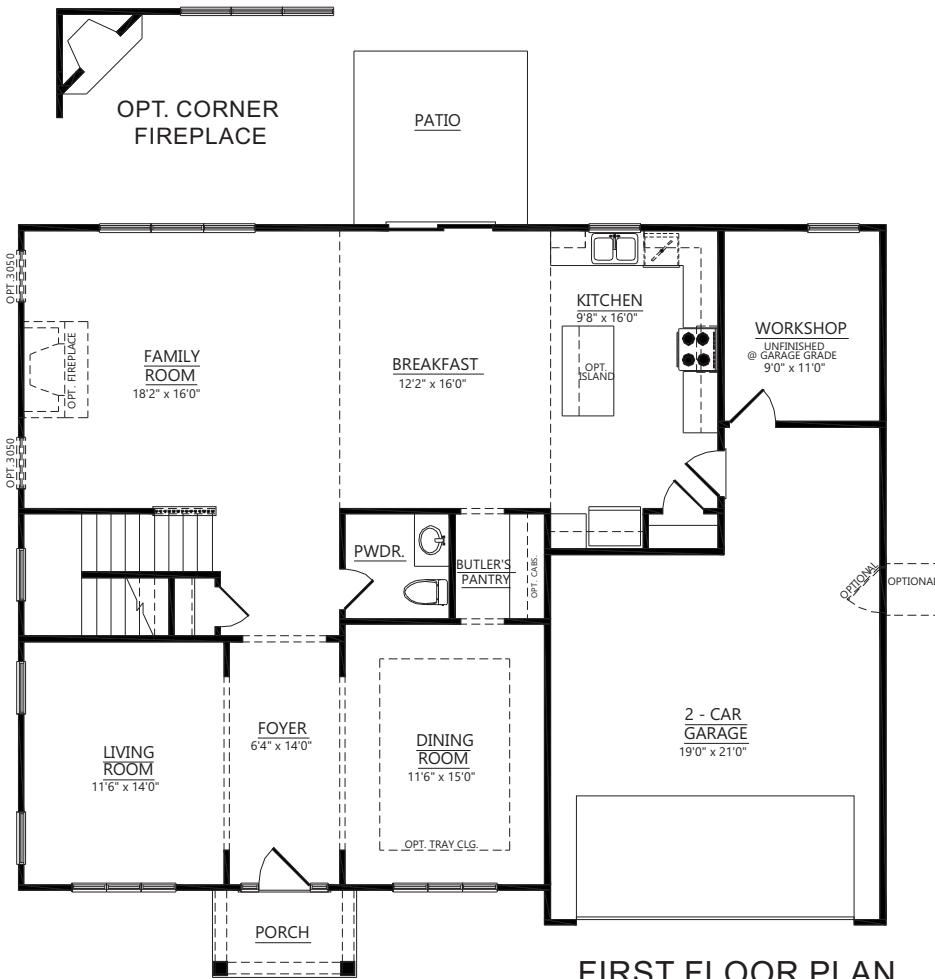 OPT. CORNER
FIREPLACE
PATIO
OPT.3050
OPT. FIREPLACE
OPT.3050
FAMILY
ROOM
18'2" x 16'0"
BREAKFAST
12'2" x 16'0"
KITCHEN
9'8" x 16'0"
OPT.
ISLAND
WORKSHOP
UNFINISHED
@ GARAGE GRADE
9'0" x 11'0"
PWDR.
BUTLER'S
PANTRY
OPT. CABS.
OPTIONAL
OPTIONAL
LIVING
ROOM
11'6" x 14'0"
FOYER
6'4" x 14'0"
DINING
ROOM
11'6" x 15'0"
OPT. TRAY CLG.
2 - CAR
GARAGE
19'0" x 21'0"
PORCH
FIRST FLOOR PLAN